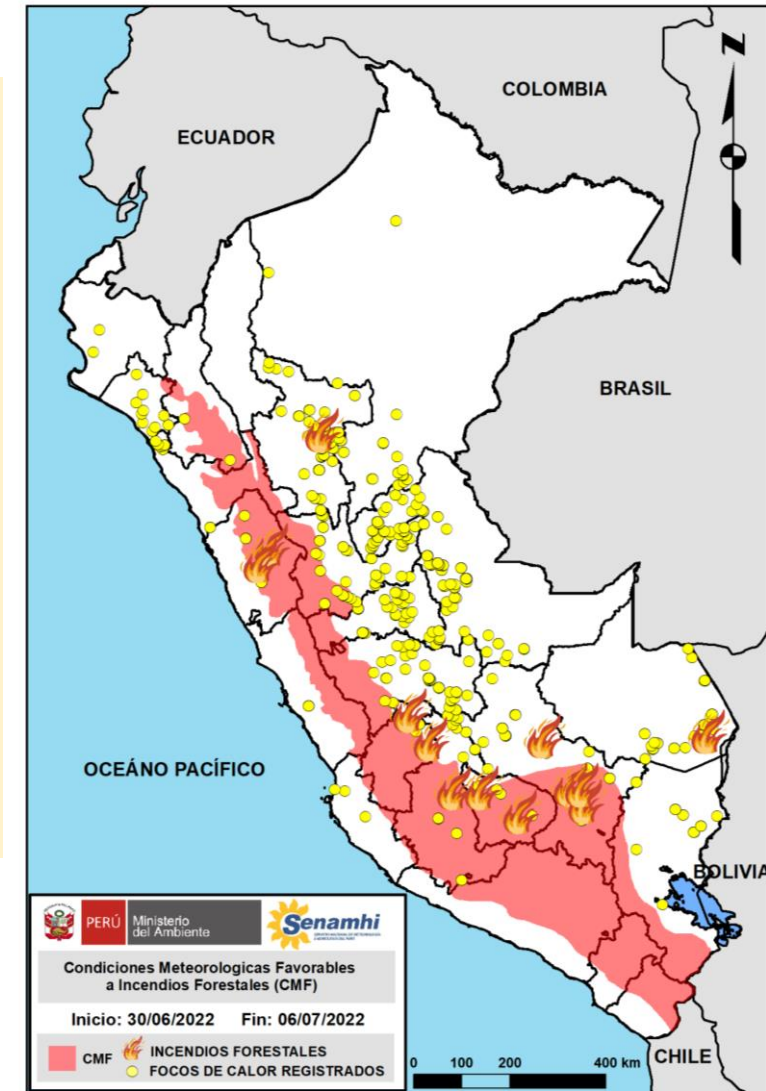 COLOMBIA
ECUADOR
N
BRASIL
OCEÁNO PACÍFICO
BOLIVIA
PERÚ Ministerio del Ambiente
Senamhi
Condiciones Meteorologicas Favorables
a Incendios Forestales (CMF)
Inicio: 30/06/2022 Fin: 06/07/2022
CMF INCENDIOS FORESTALES
FOCOS DE CALOR REGISTRADOS
0 100 200 400 km
CHILE